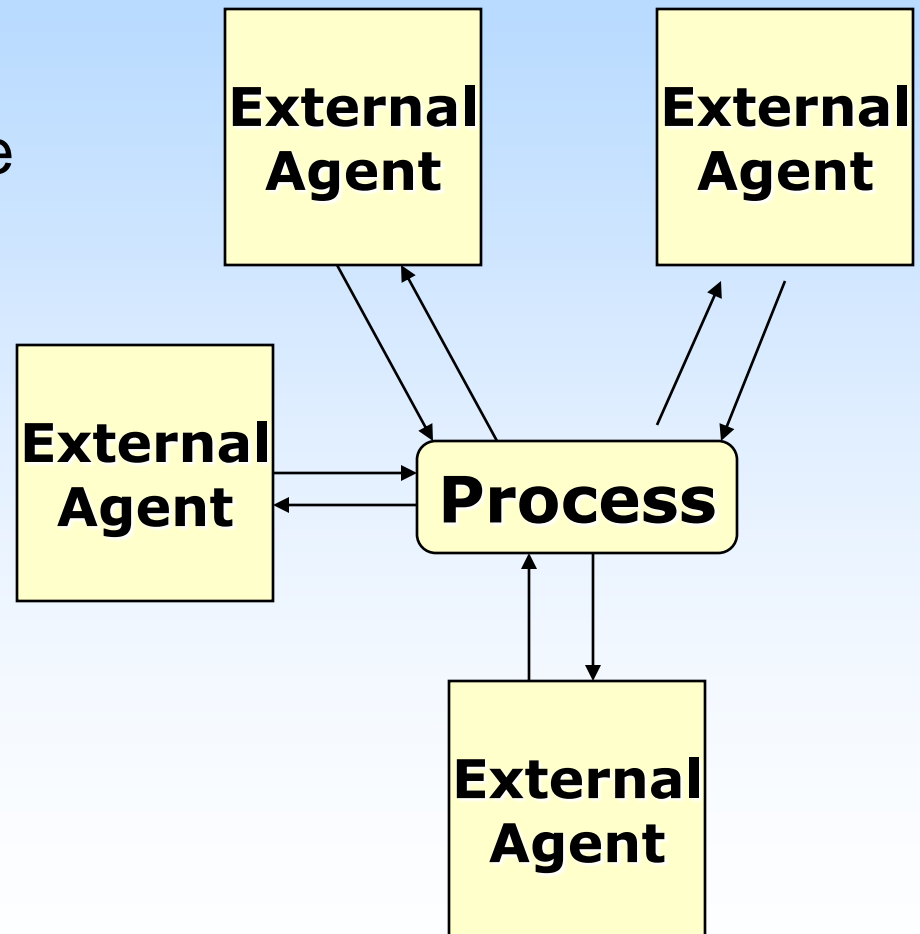 External
Agent
External
Agent
e
External
Agent
Process
External
Agent